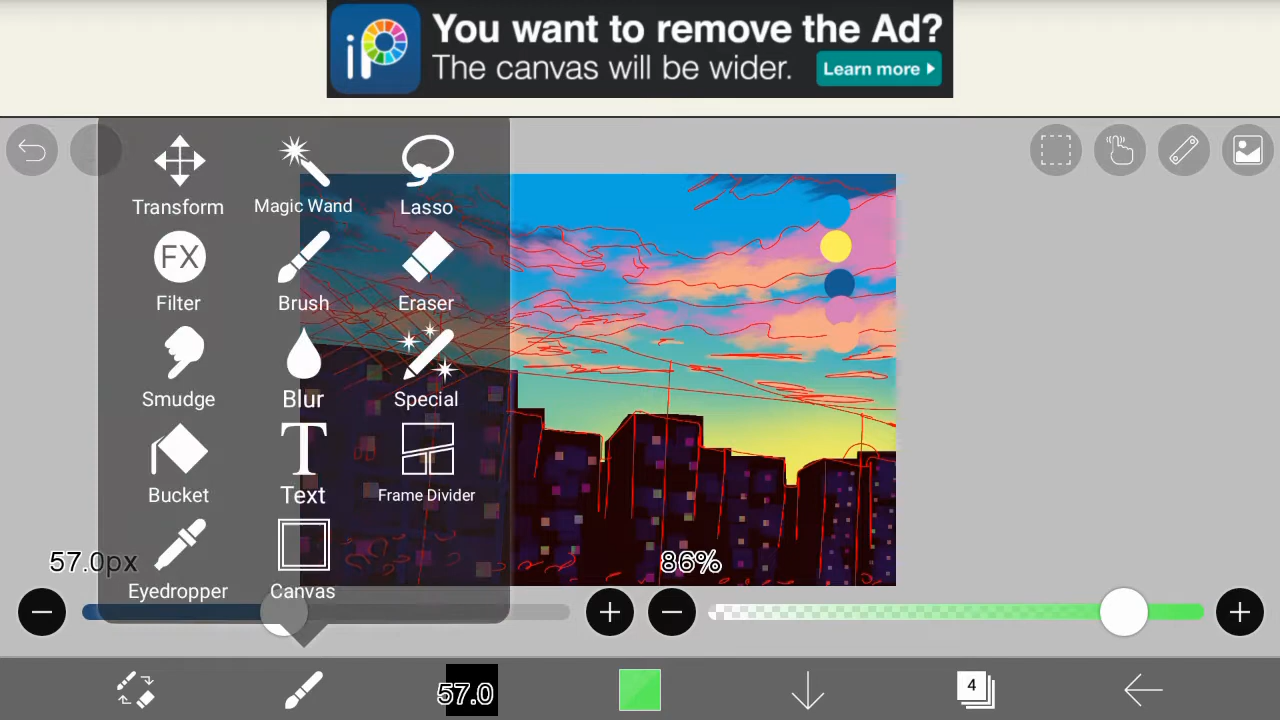 iP
You want to remove the Ad?
The canvas will be wider.
Learn more
Transform
Magic Wand
Lasso
FX
Filter
Brush
Eraser
Smudge
Blur
Special
Bucket
T
Text
Frame Divider
Eyedropper
Canvas
57.0px
86%
57.0
4